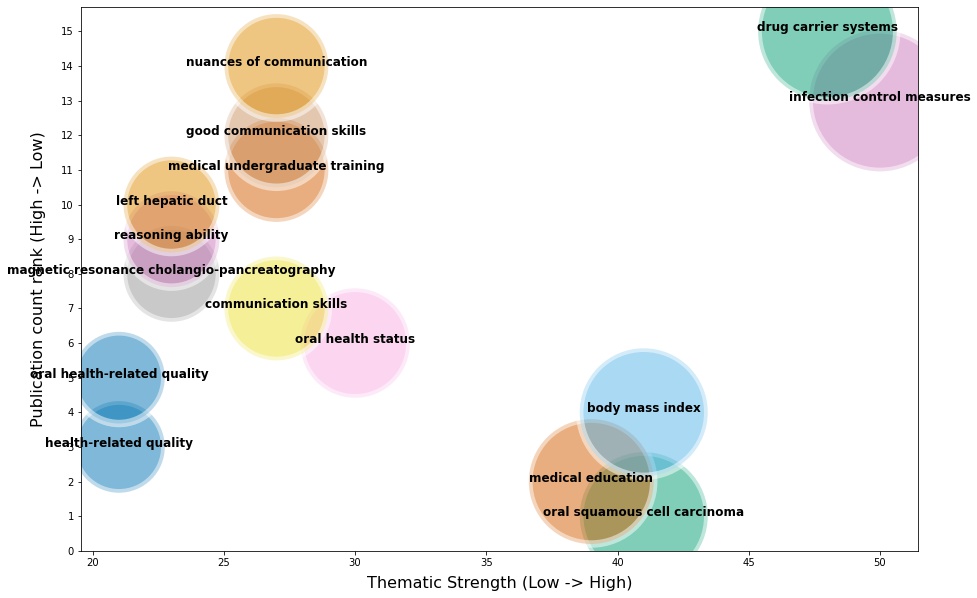 15
drug carrier systems
14
nuances of communication
13
infection control measures
12
good communication skills
11
medical undergraduate training
10
left hepatic duct
9
reasoning ability
8
magnetic resonance cholangio-pancreatography
7
communication skills
6
oral health status
5
oral health-related quality
4
body mass index
3
health-related quality
2
medical education
1
oral squamous cell carcinoma
0
Publication count rank (High -> Low)
20 25 30 35 40 45 50
Thematic Strength (Low -> High)